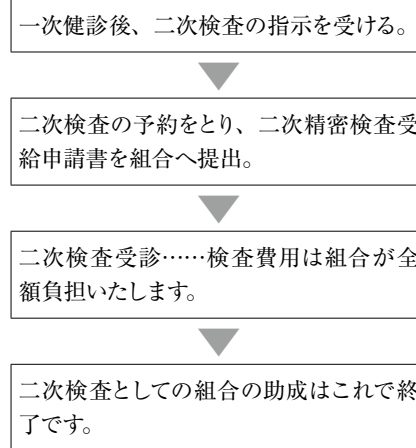 一次健診後、二次検査の指示を受ける。
二次検査の予約をとり、二次精密検査受
給申請書を組合へ提出。
二次検査受診……検査費用は組合が全
額負担いたします。
二次検査としての組合の助成はこれで終
了です。